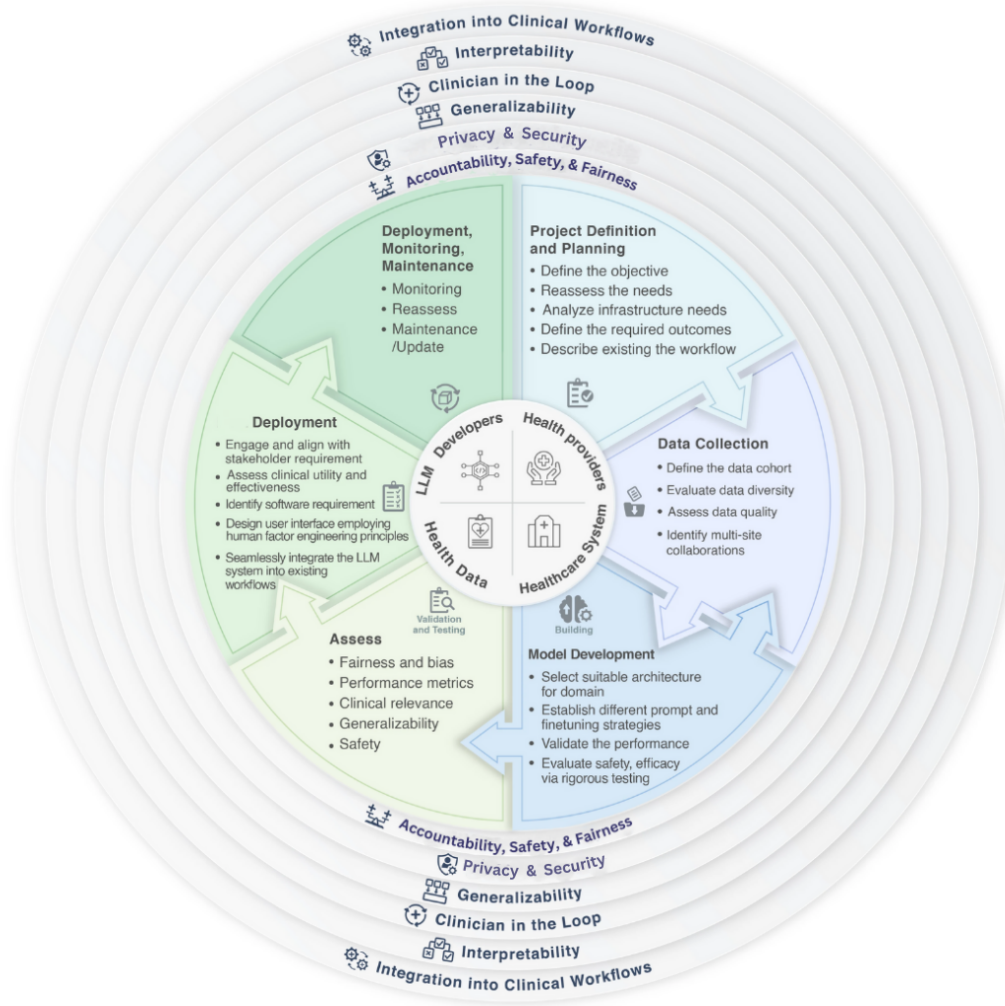 Integration into Clinical Workflows
Interpretability
Clinician in the Loop
Generalizability
Privacy & Security
Accountability, Safety, & Fairness
Deployment,
Monitoring,
Maintenance
• Monitoring
• Reassess
• Maintenance
/Update
Project Definition
and Planning
• Define the objective
• Reassess the needs
• Analyze infrastructure needs
• Define the required outcomes
• Describe existing the workflow
Deployment
• Engage and align with
stakeholder requirement
• Assess clinical utility and
effectiveness
• Identify software requirement
• Design user interface employing
human factor engineering principles
• Seamlessly integrate the LLM
system into existing
workflows
LLM Developers
Health providers
Health Data
Healthcare System
Data Collection
• Define the data cohort
• Evaluate data diversity
• Assess data quality
• Identify multi-site
collaborations
Validation
and Testing
Assess
• Fairness and bias
• Performance metrics
• Clinical relevance
• Generalizability
• Safety
Building
Model Development
• Select suitable architecture
for domain
• Establish different prompt and
finetuning strategies
• Validate the performance
• Evaluate safety, efficacy
via rigorous testing
Accountability, Safety, & Fairness
Privacy & Security
Generalizability
Clinician in the Loop
Interpretability
Integration into Clinical Workflows